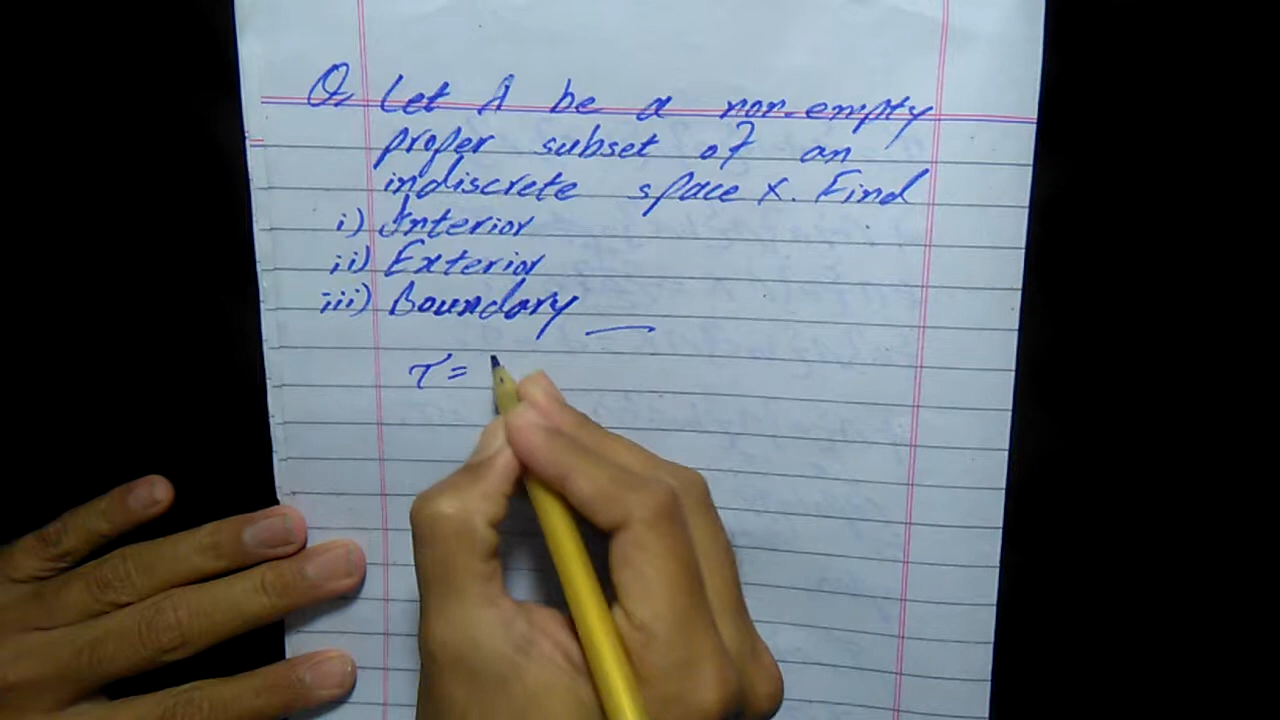 Q, Let A be a non-empty
proper subset of an
indiscrete space X. Find
i) Interior
ii) Exterior
iii) Boundary
τ =